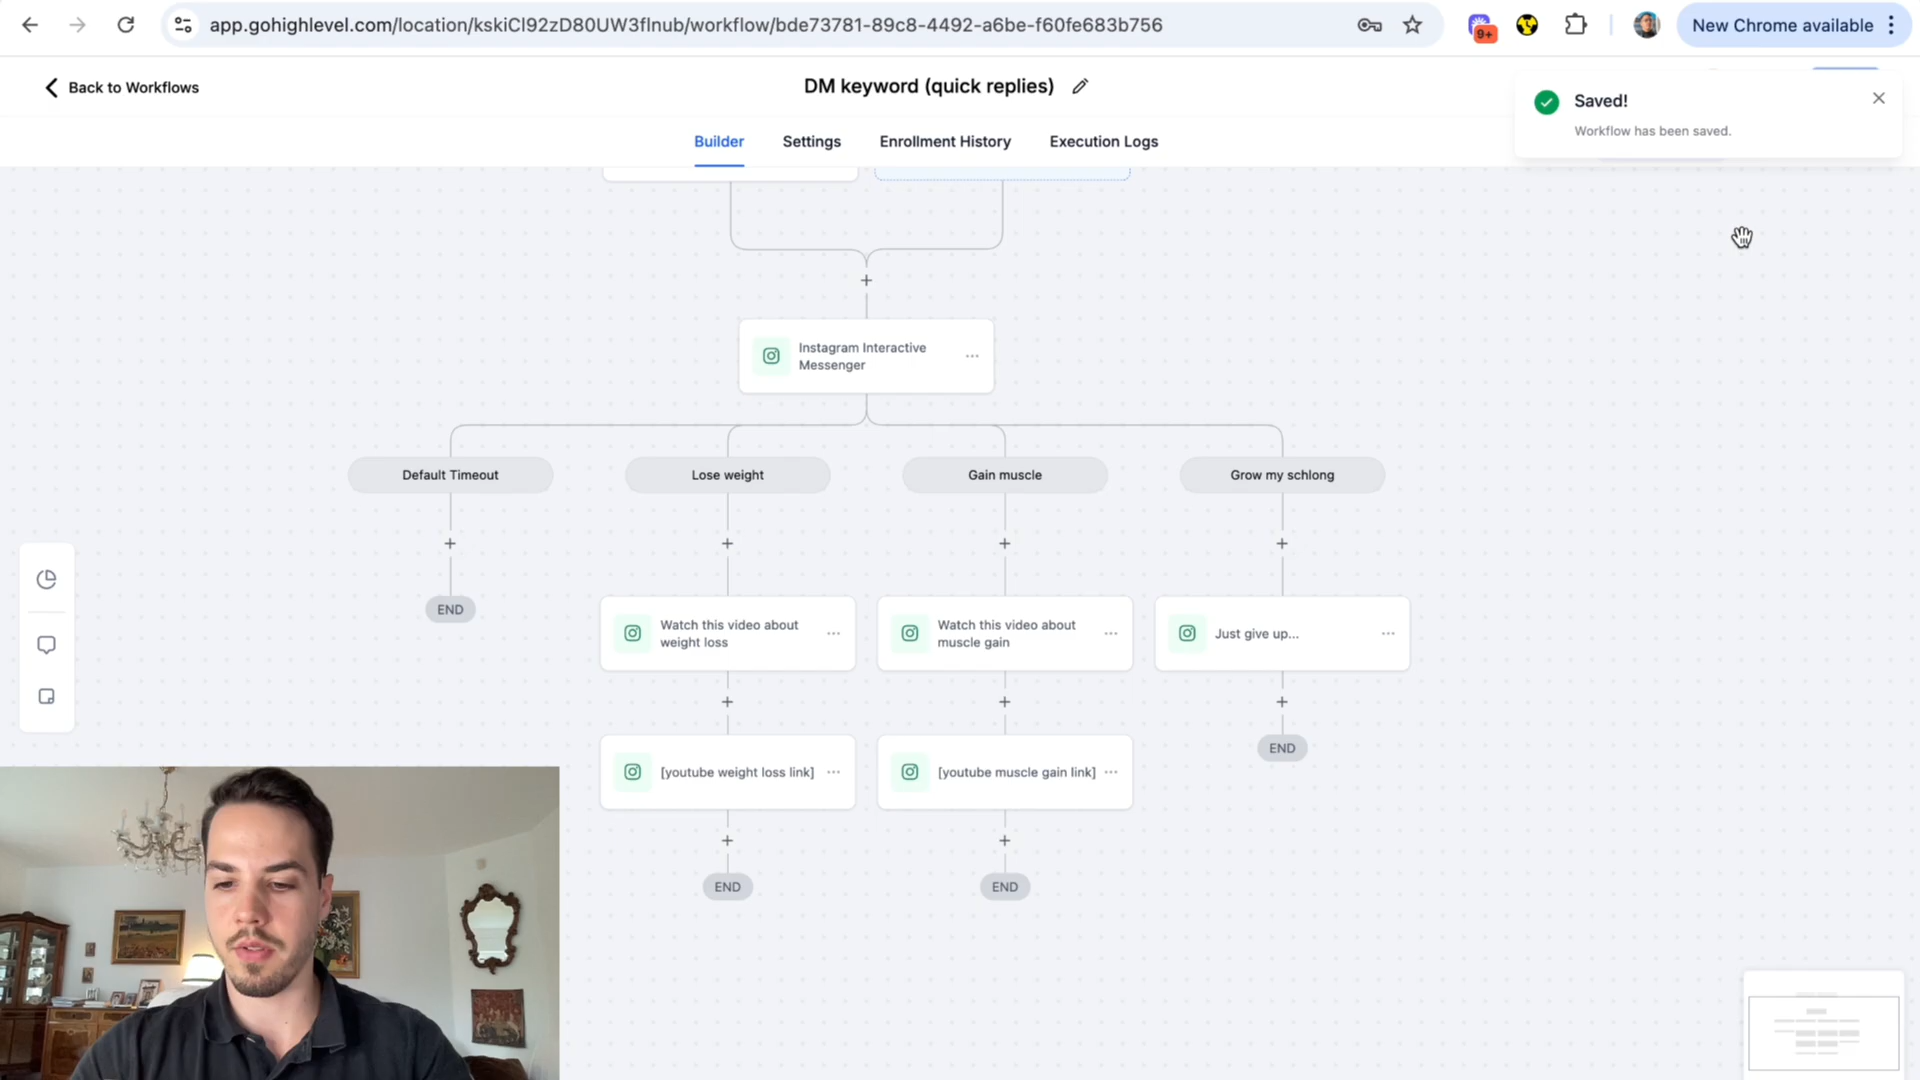 app.gohighlevel.com/location/kskiCl92zD80UW3flnub/workflow/bde73781-89c8-4492-a6be-f60fe683b756
9+
New Chrome available
Back to Workflows
DM keyword (quick replies)
Saved!
Workflow has been saved.
Builder
Settings
Enrollment History
Execution Logs
Instagram Interactive
Messenger
Default Timeout
Lose weight
Gain muscle
Grow my schlong
END
Watch this video about
weight loss
Watch this video about
muscle gain
Just give up...
[youtube weight loss link]
[youtube muscle gain link]
END
END
END